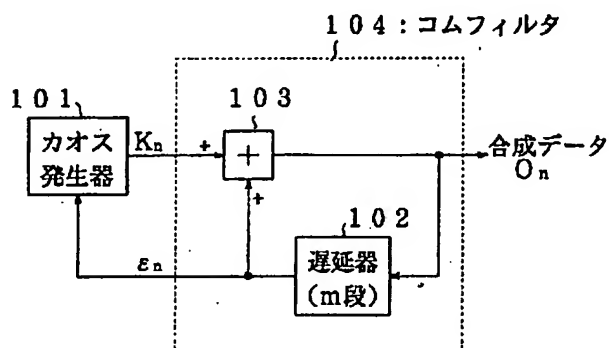 １０４：コムフィルタ
１０１
カオス
発生器
Kn
+
１０３
+
+
合成データ
On
１０２
遅延器
(m段)
εn